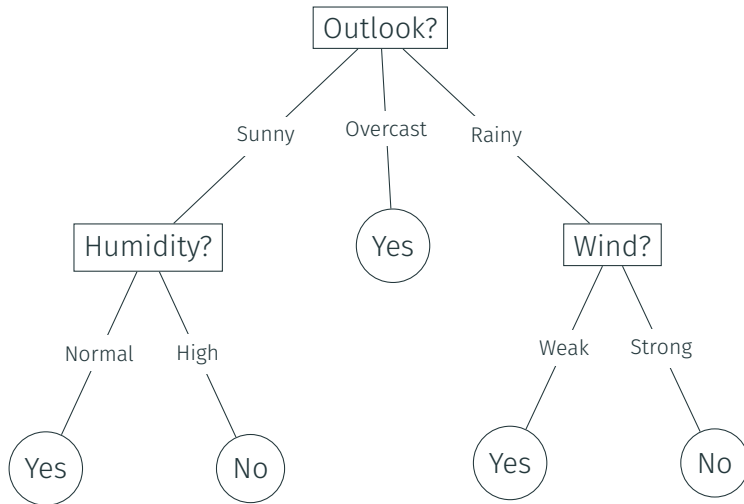 Outlook?
Sunny
Overcast
Rainy
Humidity?
Yes
Wind?
Normal
High
Weak
Strong
Yes
No
Yes
No